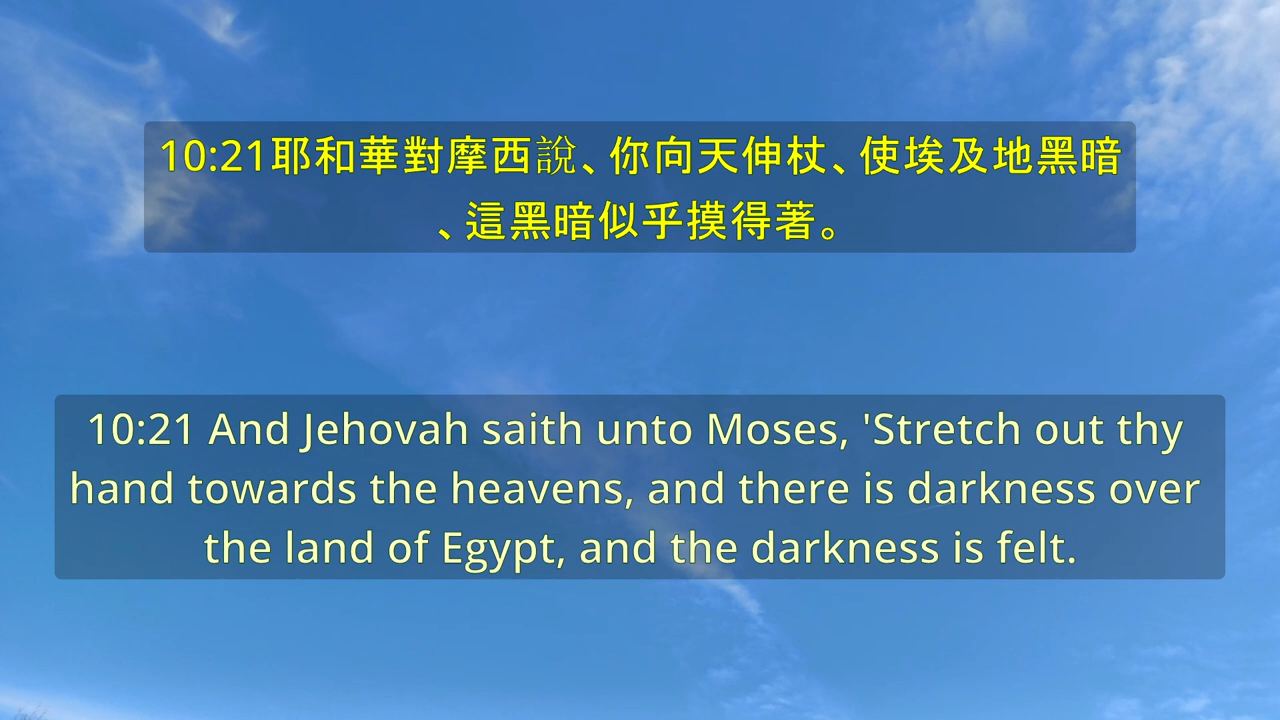 10:21耶和華對摩西說、你向天伸杖、使埃及地黑暗
、這黑暗似乎摸得著。
10:21 And Jehovah saith unto Moses, 'Stretch out thy
hand towards the heavens, and there is darkness over
the land of Egypt, and the darkness is felt.